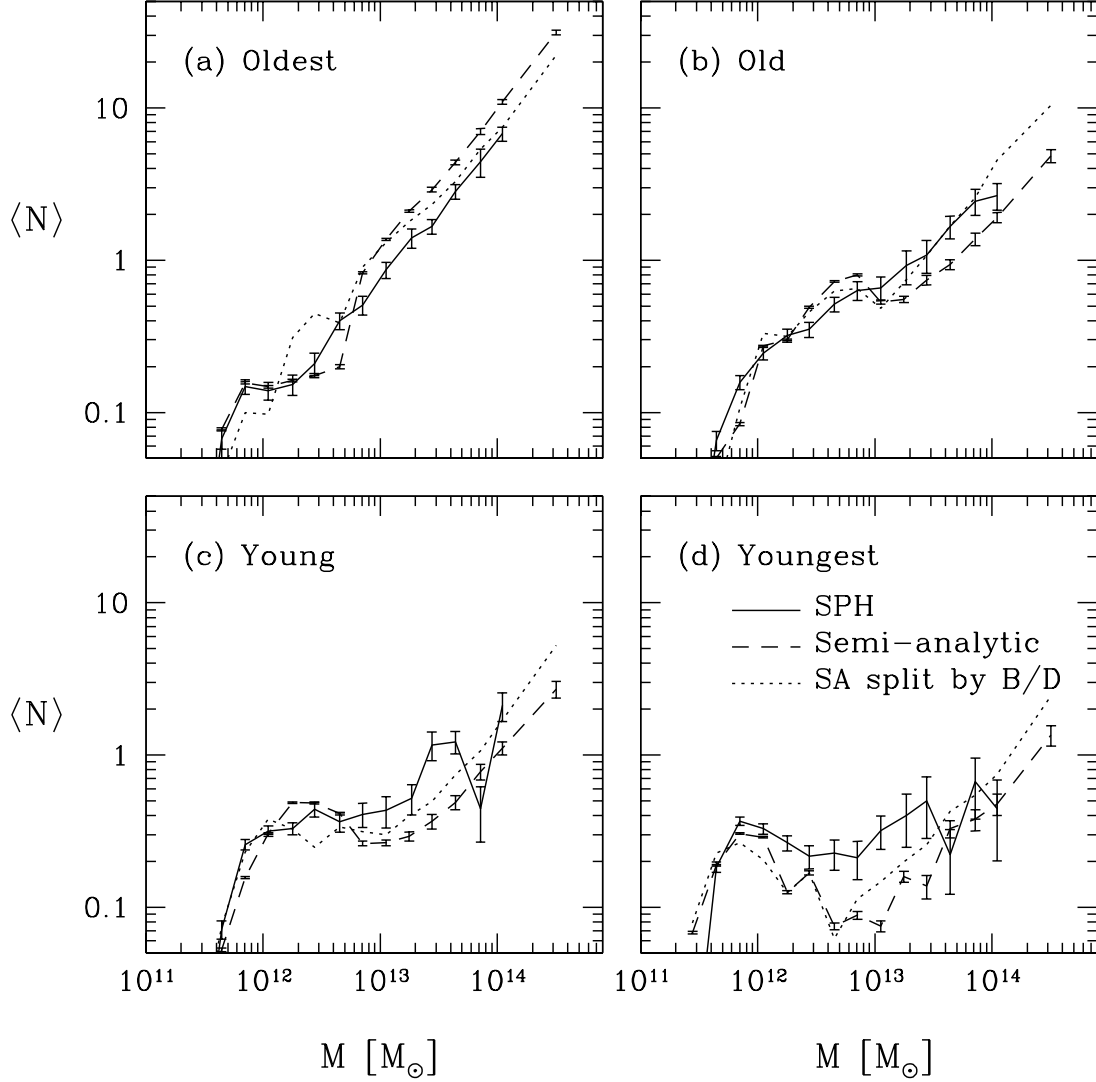 (a) Oldest
(b) Old
10
⟨N⟩
1
0.1
(c) Young
(d) Youngest
SPH
Semi-analytic
SA split by B/D
10
⟨N⟩
1
0.1
10¹¹ 10¹² 10¹³ 10¹⁴ 10¹¹ 10¹² 10¹³ 10¹⁴
M [M⊙] M [M⊙]